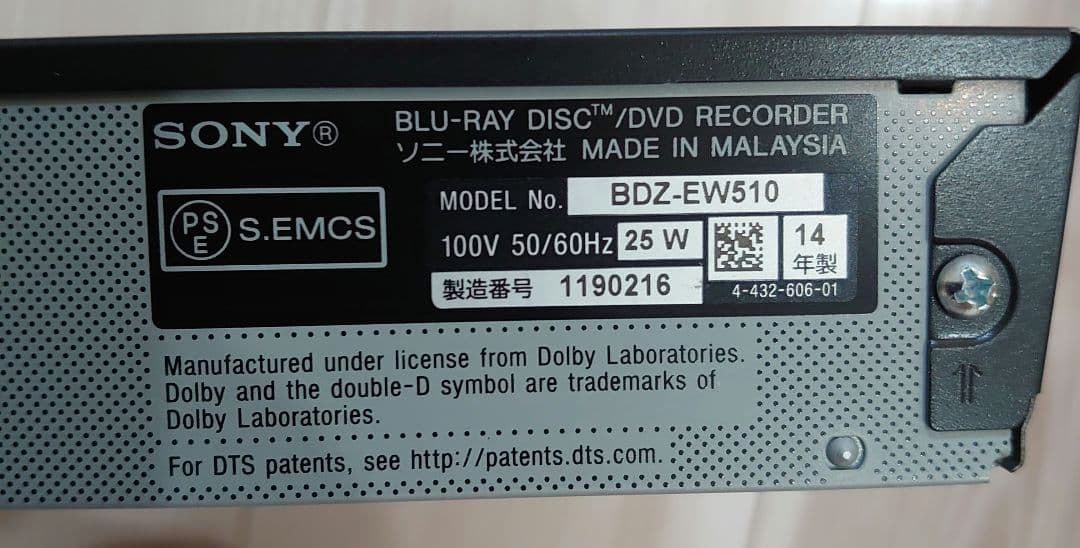 SONY®
BLU-RAY DISC™/DVD RECORDER
ソニー株式会社 MADE IN MALAYSIA
PS
E
S.EMCS
MODEL No. BDZ-EW510
100V 50/60Hz 25 W
14
年製
製造番号 1190216
4-432-606-01
Manufactured under license from Dolby Laboratories.
Dolby and the double-D symbol are trademarks of
Dolby Laboratories.
For DTS patents, see http://patents.dts.com.